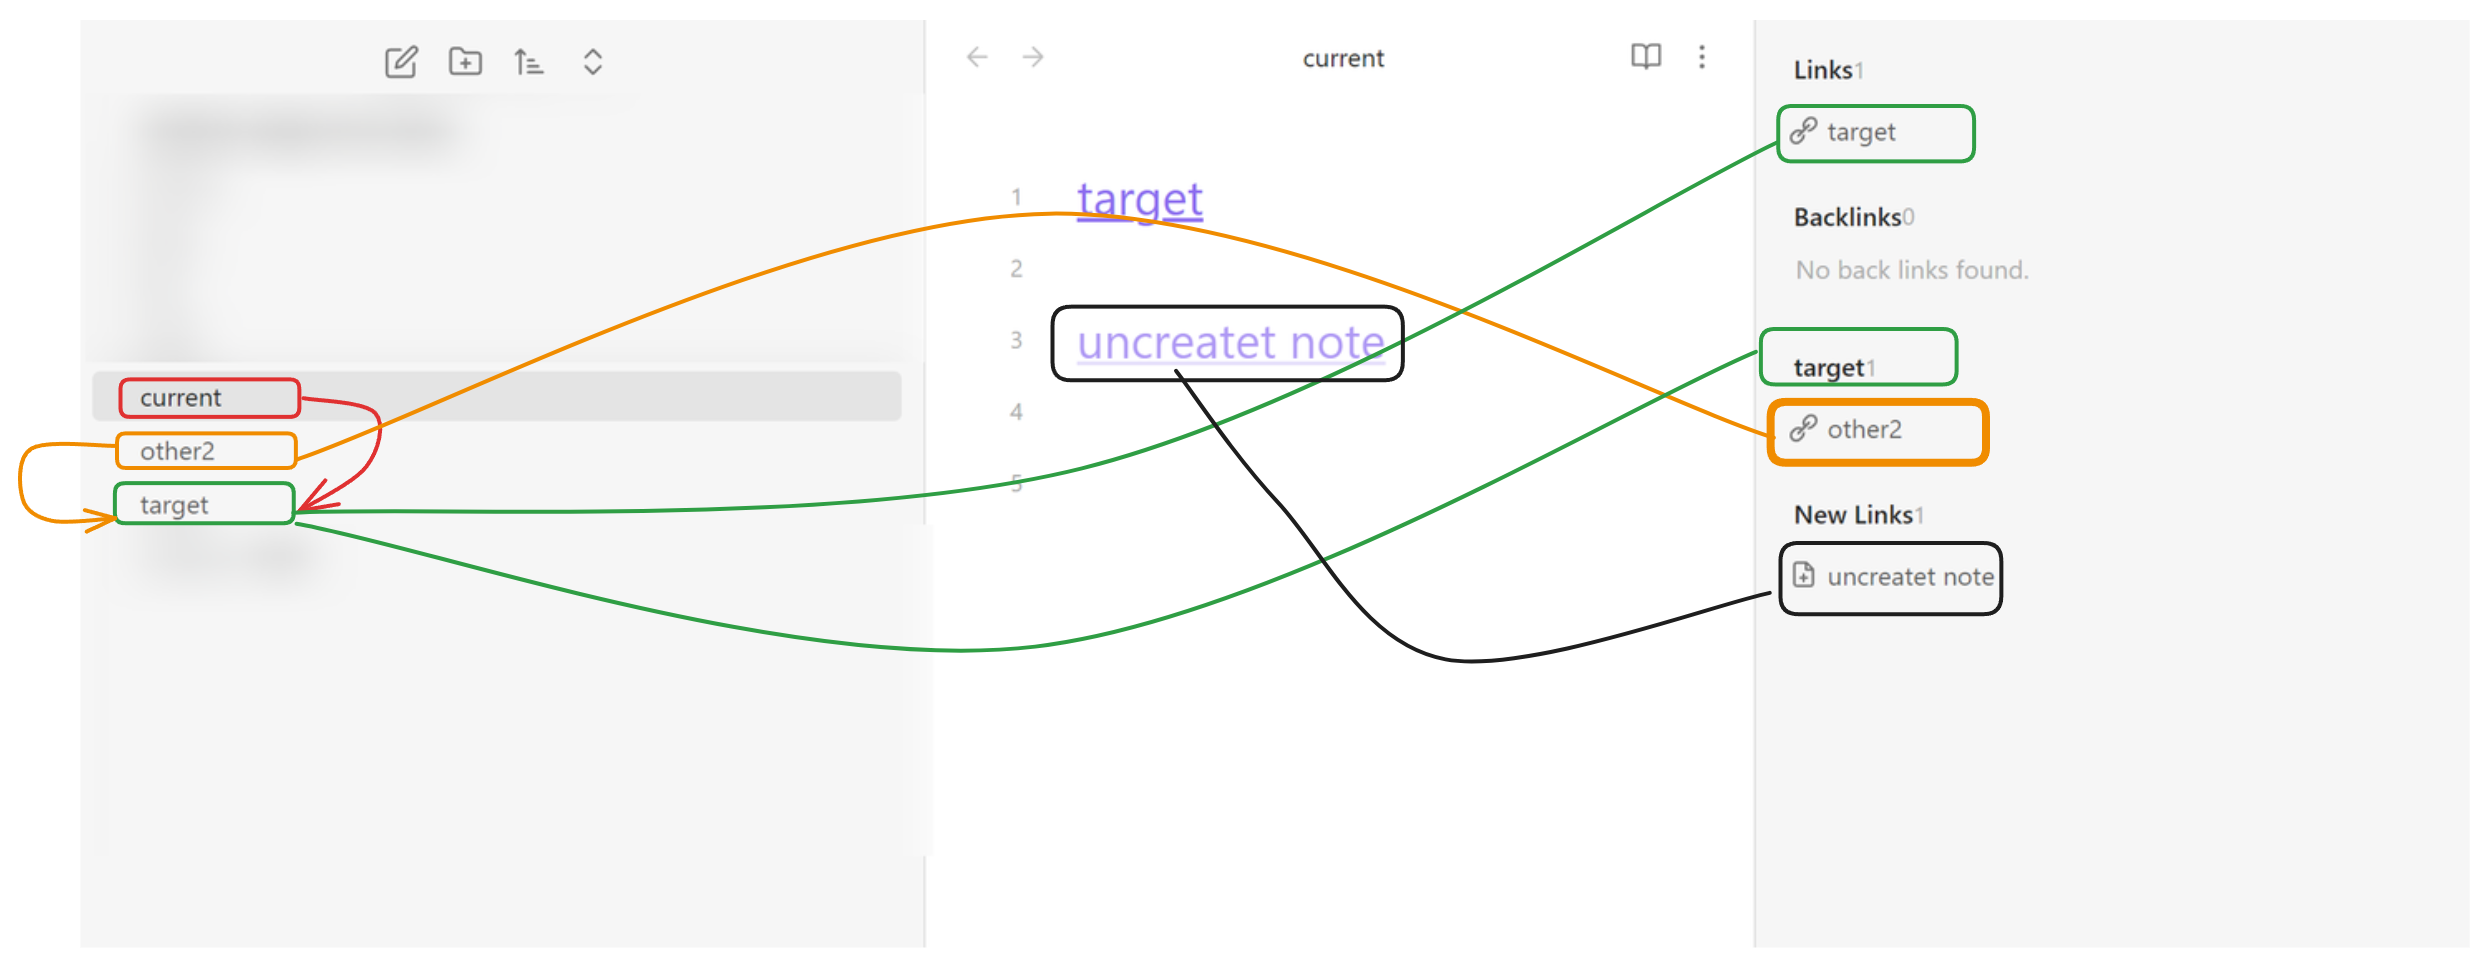 current
other2
target
current
1 target
2
3 uncreatet note
4
5
Links1
target
Backlinks0
No back links found.
target1
other2
New Links1
uncreatet note